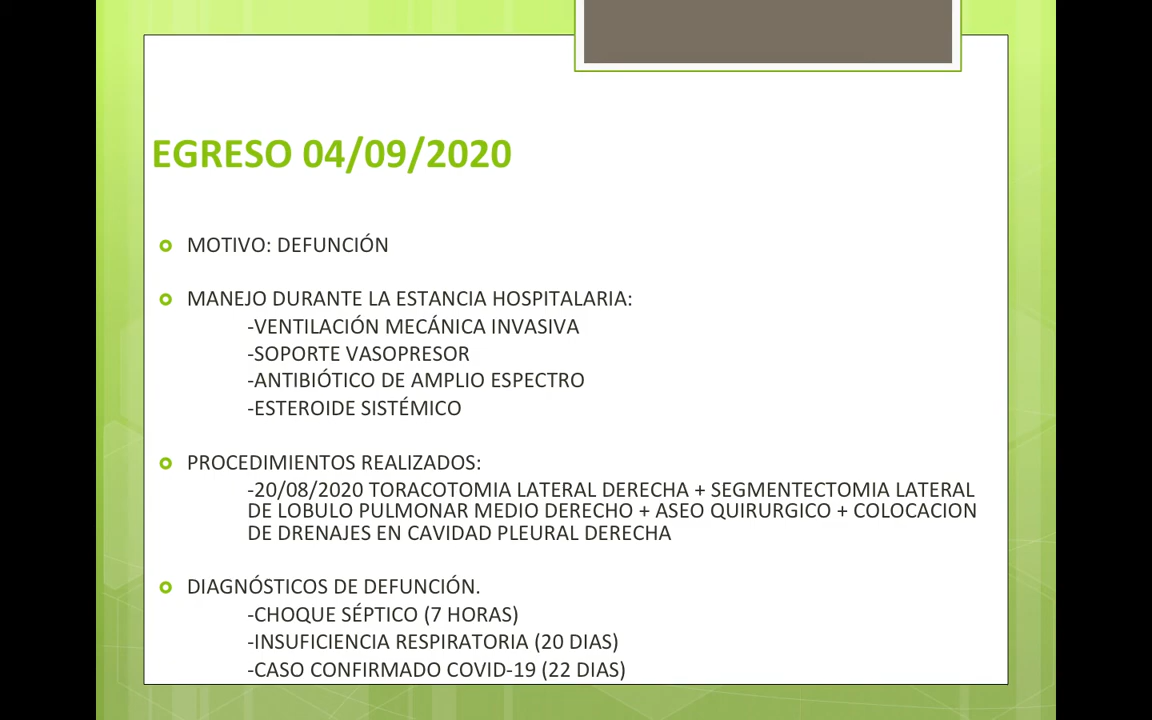 EGRESO 04/09/2020
MOTIVO: DEFUNCIÓN
MANEJO DURANTE LA ESTANCIA HOSPITALARIA:
-VENTILACIÓN MECÁNICA INVASIVA
-SOPORTE VASOPRESOR
-ANTIBIÓTICO DE AMPLIO ESPECTRO
-ESTEROIDE SISTÉMICO
PROCEDIMIENTOS REALIZADOS:
-20/08/2020 TORACOTOMIA LATERAL DERECHA + SEGMENTECTOMIA LATERAL
DE LOBULO PULMONAR MEDIO DERECHO + ASEO QUIRURGICO + COLOCACION
DE DRENAJES EN CAVIDAD PLEURAL DERECHA
DIAGNÓSTICOS DE DEFUNCIÓN.
-CHOQUE SÉPTICO (7 HORAS)
-INSUFICIENCIA RESPIRATORIA (20 DIAS)
-CASO CONFIRMADO COVID-19 (22 DIAS)